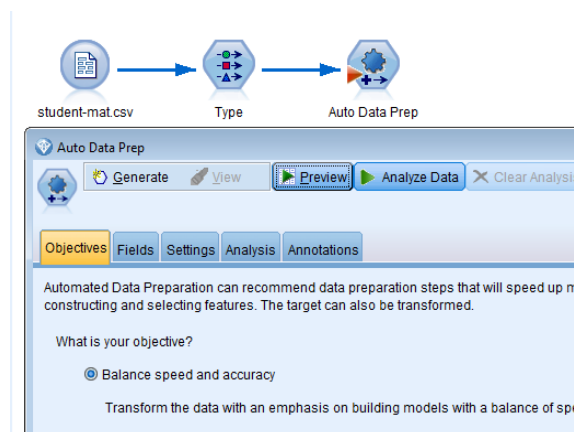 student-mat.csv Type Auto Data Prep
Auto Data Prep
Generate View Preview Analyze Data Clear Analysis
Objectives Fields Settings Analysis Annotations
Automated Data Preparation can recommend data preparation steps that will speed up
constructing and selecting features. The target can also be transformed.
What is your objective?
Balance speed and accuracy
Transform the data with an emphasis on building models with a balance of